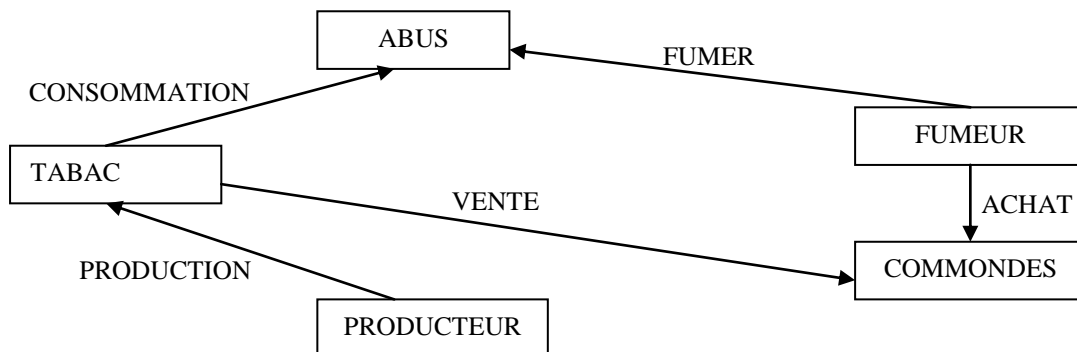 ABUS
FUMER
CONSOMMATION
FUMEUR
TABAC
VENTE
ACHAT
PRODUCTION
COMMONDES
PRODUCTEUR